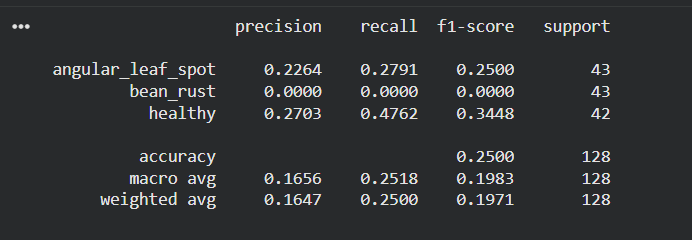 precision recall f1-score support
angular_leaf_spot 0.2264 0.2791 0.2500 43
bean_rust 0.0000 0.0000 0.0000 43
healthy 0.2703 0.4762 0.3448 42
accuracy 0.2500 128
macro avg 0.1656 0.2518 0.1983 128
weighted avg 0.1647 0.2500 0.1971 128